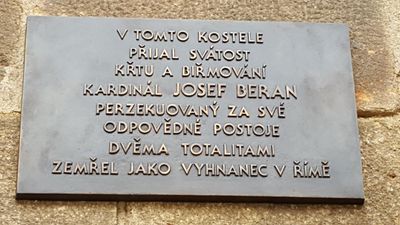 V TOMTO KOSTELE
PŘIJAL SVÁTOST
KŘTU A BIŘMOVÁNÍ
KARDINÁL JOSEF BERAN
PERZEKUOVANÝ ZA SVÉ
ODPOVĚDNÉ POSTOJE
DVĚMA TOTALITAMI
ZEMŘEL JAKO VYHNANEC V ŘÍMĚ